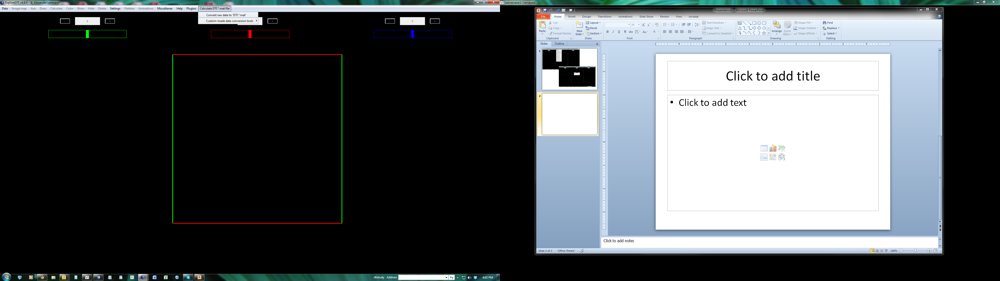 ExploreDTI v4.8.4 - © Alexander Leemans
Data Image map Axis Draw Calculate Color Show Hide Delete Settings Palettes Animations Miscellanea Help Plugins Calculate DTI *.mat file
Convert raw data to 'DTI *.mat'
Custom-made data conversion tools
- 0 +
+
- 0 +
oacversace:1 (versacea)
Presentation1 - Microsoft PowerPoint
File Home Insert Design Transitions Animations Slide Show Review View Acrobat
Paste
Cut
Copy
Format Painter
Clipboard
New Slide
Layout
Reset
Section
Slides
44
Font
Text Direction
Align Text
Convert to SmartArt
Paragraph
Arrange
Quick Styles
Shape Fill
Shape Outline
Shape Effects
Drawing
Find
Replace
Select
Editing
Slides Outline
1
2
Click to add title
• Click to add text
Click to add notes
Slide 2 of 2 "Office Theme" 100%
dtistudy Address 4:02 PM